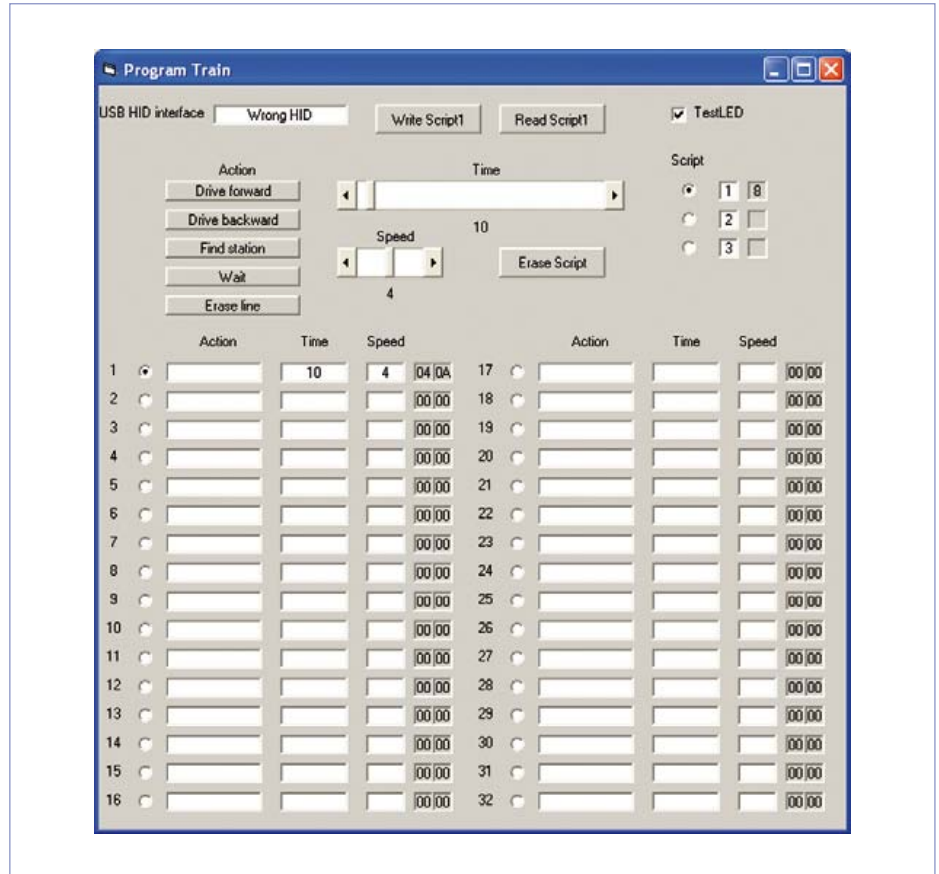 Program Train
USB HID interface Wrong HID Write Script1 Read Script1 TestLED
Action Time Script
Drive forward 1 8
Drive backward 10 2
Speed
Find station Erase Script 3
Wait
4
Erase line
Action Time Speed Action Time Speed
1 10 4 04 0A 17 00 00
2 00 00 18 00 00
3 00 00 19 00 00
4 00 00 20 00 00
5 00 00 21 00 00
6 00 00 22 00 00
7 00 00 23 00 00
8 00 00 24 00 00
9 00 00 25 00 00
10 00 00 26 00 00
11 00 00 27 00 00
12 00 00 28 00 00
13 00 00 29 00 00
14 00 00 30 00 00
15 00 00 31 00 00
16 00 00 32 00 00